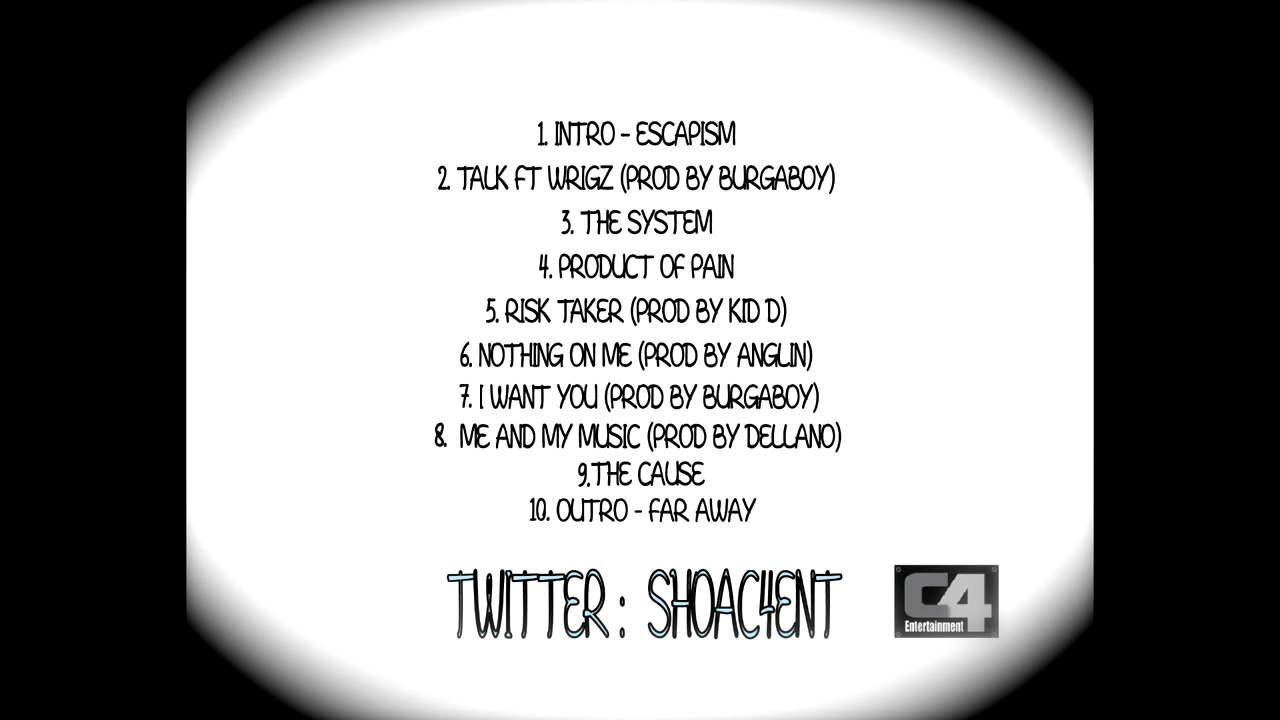 1. INTRO - ESCAPISM
2. TALK FT WRIGZ (PROD BY BURGABOY)
3. THE SYSTEM
4. PRODUCT OF PAIN
5. RISK TAKER (PROD BY KID D)
6. NOTHING ON ME (PROD BY ANGLIN)
7. I WANT YOU (PROD BY BURGABOY)
8. ME AND MY MUSIC (PROD BY DELLANO)
9.THE CAUSE
10. OUTRO - FAR AWAY
TWITTER : SHOAC4ENT
C4
Entertainment